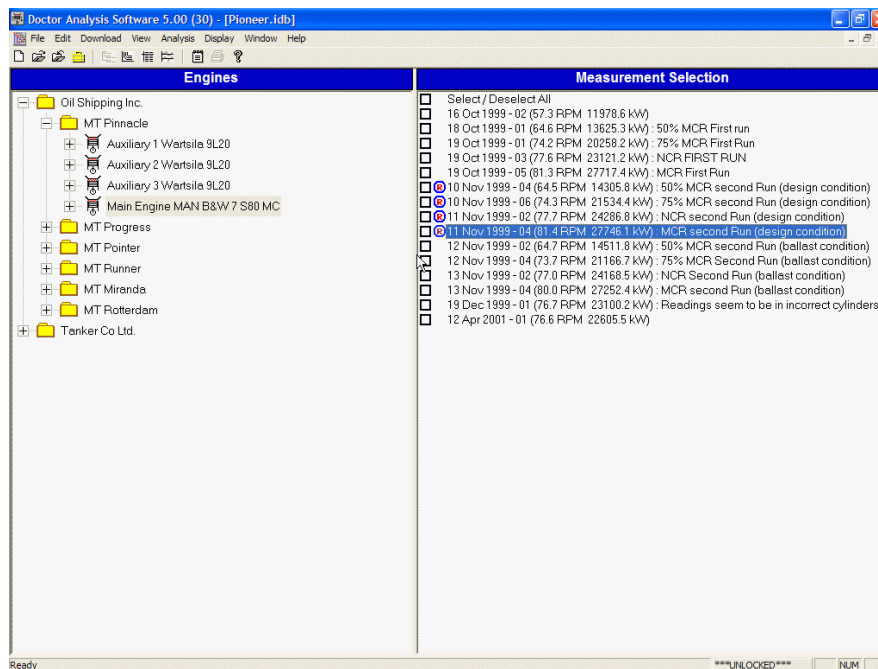 Doctor Analysis Software 5.00 (30) - [Pioneer.idb]
File Edit Download View Analysis Display Window Help
Engines
Oil Shipping Inc.
MT Pinnacle
Auxiliary 1 Wartsila 9L20
Auxiliary 2 Wartsila 9L20
Auxiliary 3 Wartsila 9L20
Main Engine MAN B&W 7 S80 MC
MT Progress
MT Pointer
MT Runner
MT Miranda
MT Rotterdam
Tanker Co Ltd.
Measurement Selection
Select / Deselect All
16 Oct 1999 - 02 (57.3 RPM 11978.6 kW)
18 Oct 1999 - 01 (64.6 RPM 13625.3 kW) : 50% MCR First run
19 Oct 1999 - 01 (74.2 RPM 20258.2 kW) : 75% MCR First Run
19 Oct 1999 - 03 (77.6 RPM 23121.2 kW) : NCR FIRST RUN
19 Oct 1999 - 05 (81.3 RPM 27717.4 kW) : MCR First Run
R 10 Nov 1999 - 04 (64.5 RPM 14305.8 kW) : 50% MCR second Run (design condition)
R 10 Nov 1999 - 06 (74.3 RPM 21534.4 kW) : 75% MCR second Run (design condition)
R 11 Nov 1999 - 02 (77.7 RPM 24286.8 kW) : NCR second Run (design condition)
R 11 Nov 1999 - 04 (81.4 RPM 27746.1 kW) : MCR second Run (design condition)
12 Nov 1999 - 02 (64.7 RPM 14511.8 kW) : 50% MCR second Run (ballast condition)
12 Nov 1999 - 04 (73.7 RPM 21166.7 kW) : 75% MCR Second Run (ballast condition)
13 Nov 1999 - 02 (77.0 RPM 24168.5 kW) : NCR Second Run (ballast condition)
13 Nov 1999 - 04 (80.0 RPM 27252.4 kW) : MCR second Run (ballast condition)
19 Dec 1999 - 01 (76.7 RPM 23100.2 kW) : Readings seem to be in incorrect cylinders
12 Apr 2001 - 01 (76.6 RPM 22605.5 kW)
Ready
***UNLOCKED*** NUM